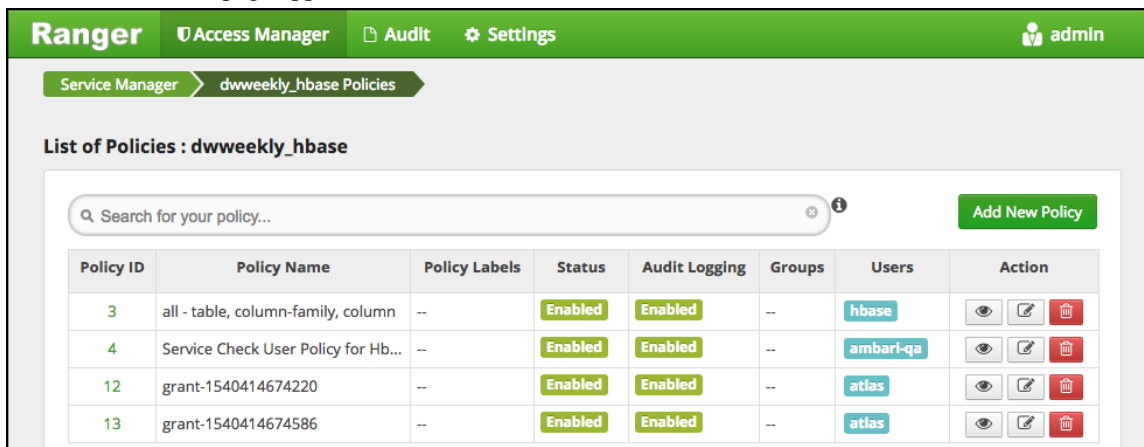 Ranger Access Manager Audit Settings admin
Service Manager dwweekly_hbase Policies
List of Policies : dwweekly_hbase
Search for your policy... Add New Policy
Policy ID Policy Name Policy Labels Status Audit Logging Groups Users Action
3 all - table, column-family, column -- Enabled Enabled -- hbase
4 Service Check User Policy for Hb... -- Enabled Enabled -- ambari-qa
12 grant-1540414674220 -- Enabled Enabled -- atlas
13 grant-1540414674586 -- Enabled Enabled -- atlas